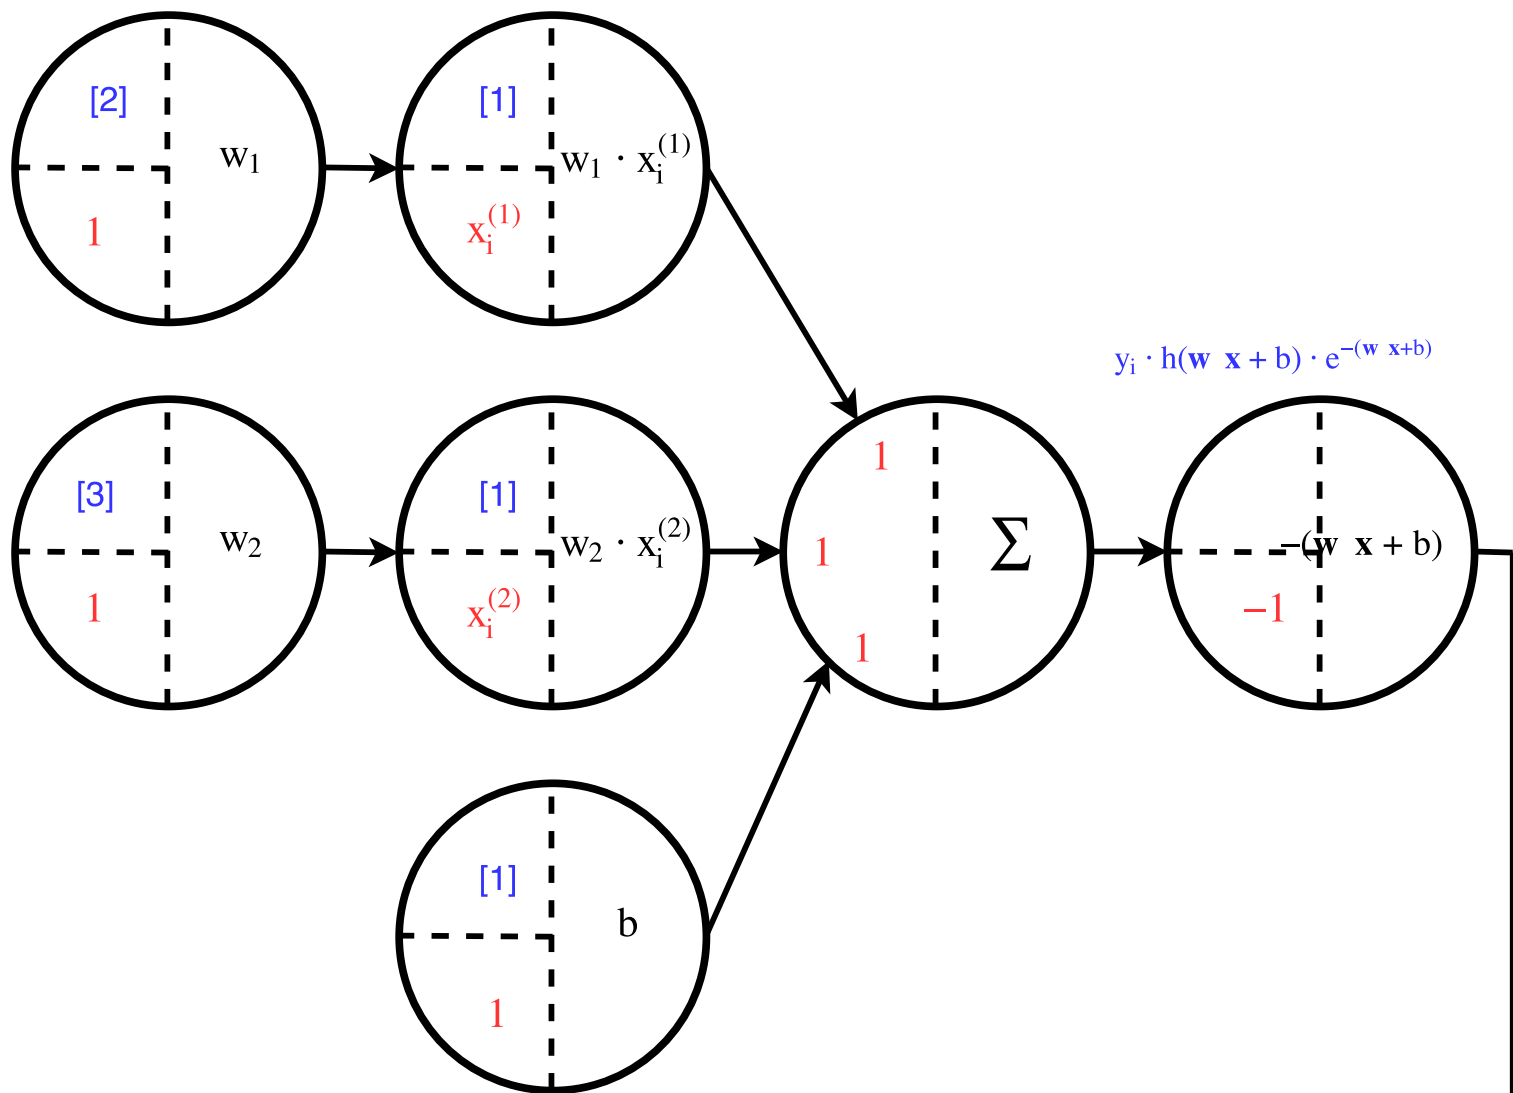 [2]
w₁
1
[1]
w₁ · xᵢ⁽¹⁾
xᵢ⁽¹⁾
yᵢ · h(w x + b) · e^−(w x+b)
[3]
w₂
1
[1]
w₂ · xᵢ⁽²⁾
xᵢ⁽²⁾
1
1
1
Σ
−(w x + b)
−1
[1]
b
1